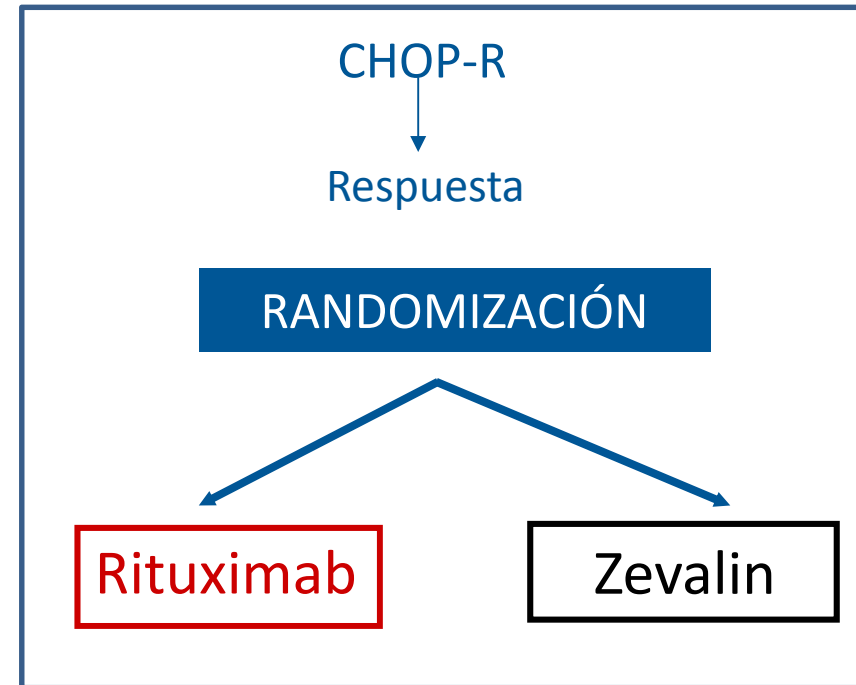 CHOP-R
Respuesta
RANDOMIZACIÓN
Rituximab
Zevalin